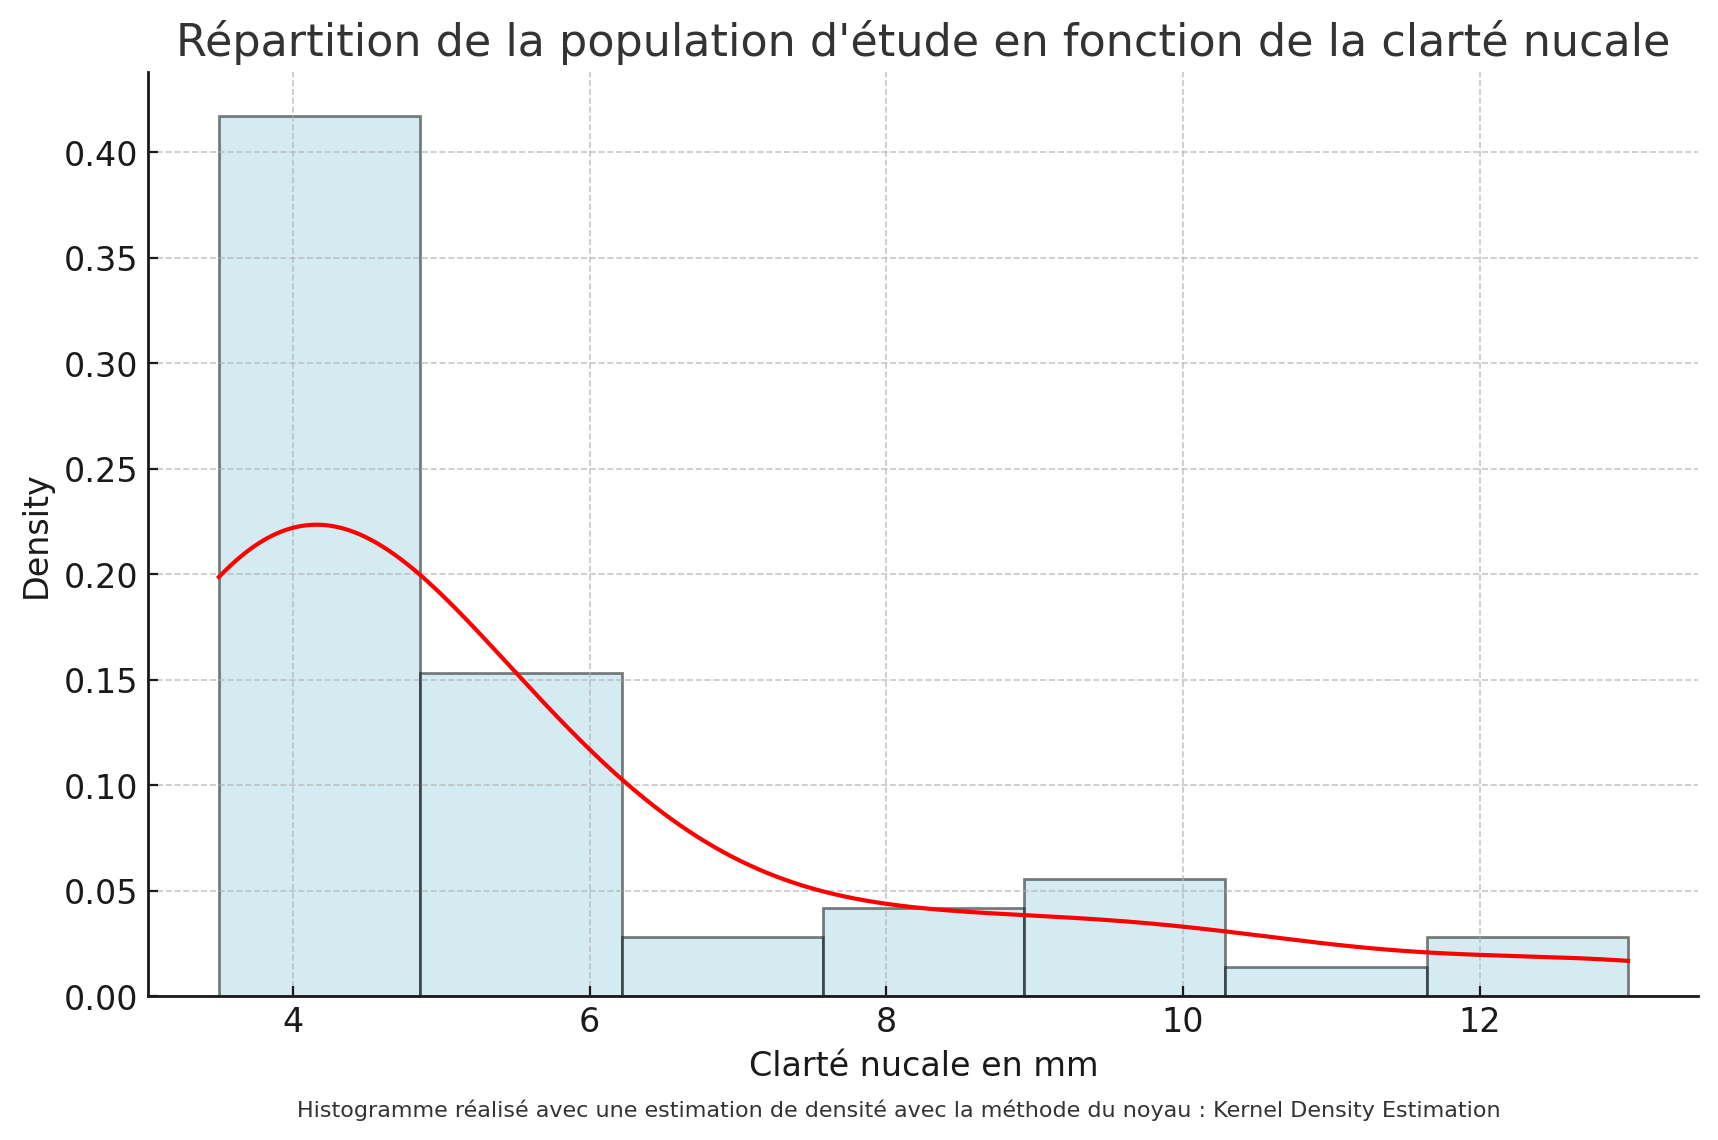 Répartition de la population d'étude en fonction de la clarté nucale
0.40
0.35
0.30
0.25
0.20
0.15
0.10
0.05
0.00
Density
4 6 8 10 12
Clarté nucale en mm
Histogramme réalisé avec une estimation de densité avec la méthode du noyau : Kernel Density Estimation